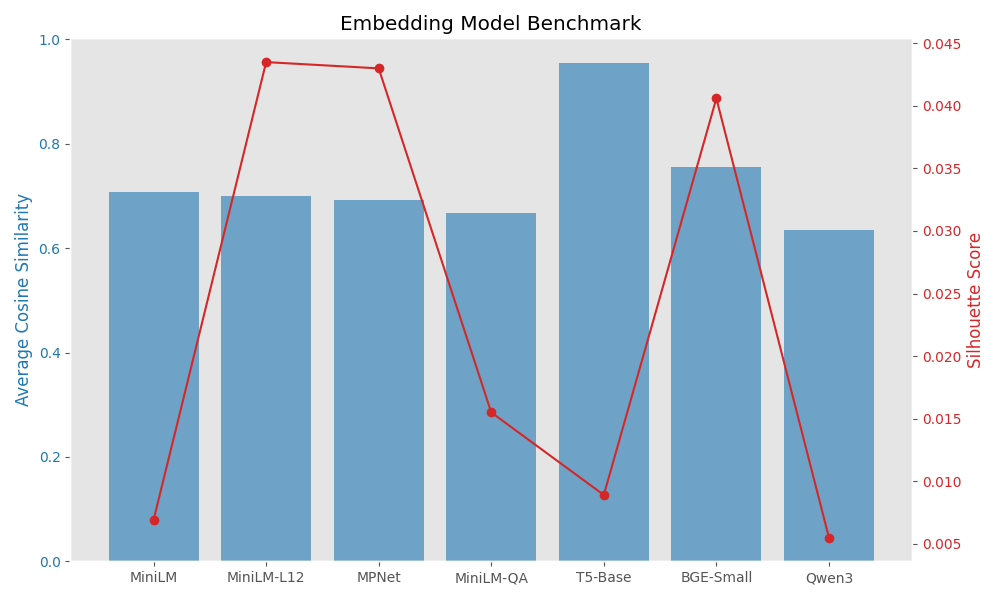 Embedding Model Benchmark
Average Cosine Similarity
1.0
0.8
0.6
0.4
0.2
0.0
MiniLM
MiniLM-L12
MPNet
MiniLM-QA
T5-Base
BGE-Small
Qwen3
0.045
0.040
0.035
0.030
0.025
0.020
0.015
0.010
0.005
Silhouette Score